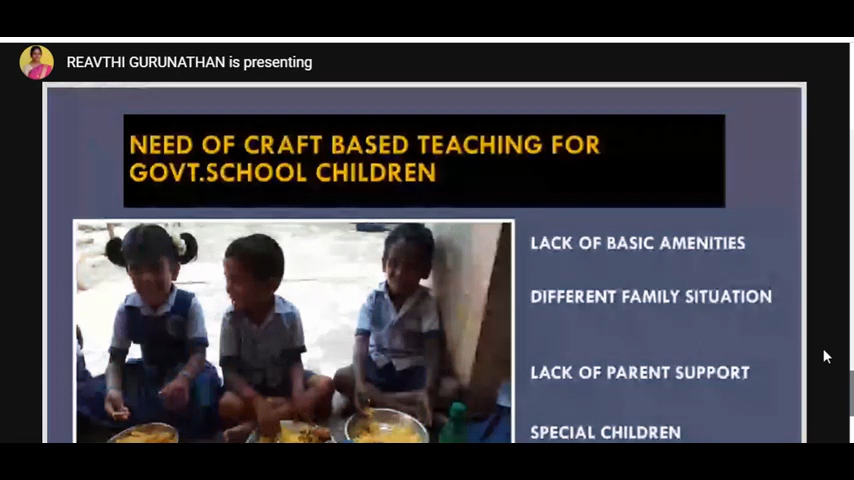 REAVTHI GURUNATHAN is presenting
NEED OF CRAFT BASED TEACHING FOR
GOVT.SCHOOL CHILDREN
LACK OF BASIC AMENITIES
DIFFERENT FAMILY SITUATION
LACK OF PARENT SUPPORT
SPECIAL CHILDREN